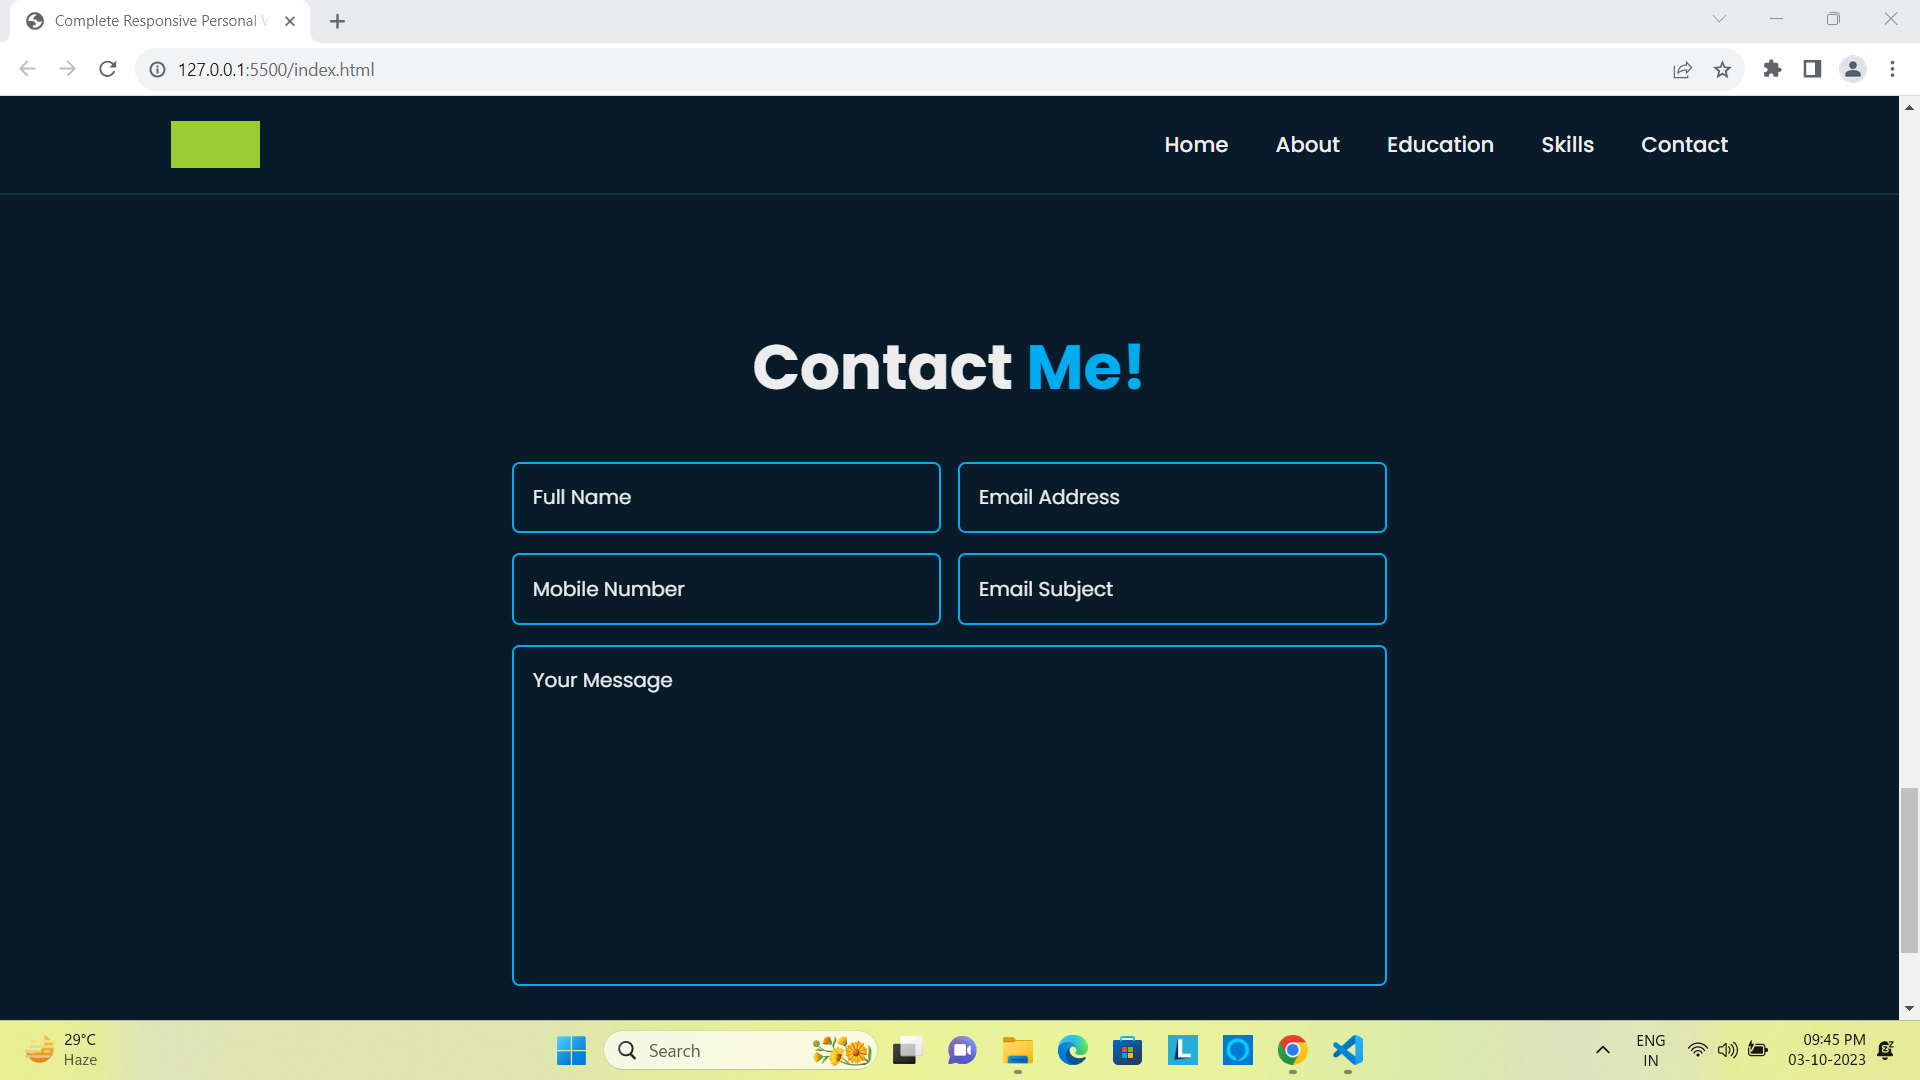 Complete Responsive Personal
127.0.0.1:5500/index.html
Home About Education Skills Contact
Contact Me!
Full Name
Email Address
Mobile Number
Email Subject
Your Message
29°C
Haze
Search
ENG
IN
09:45 PM
03-10-2023